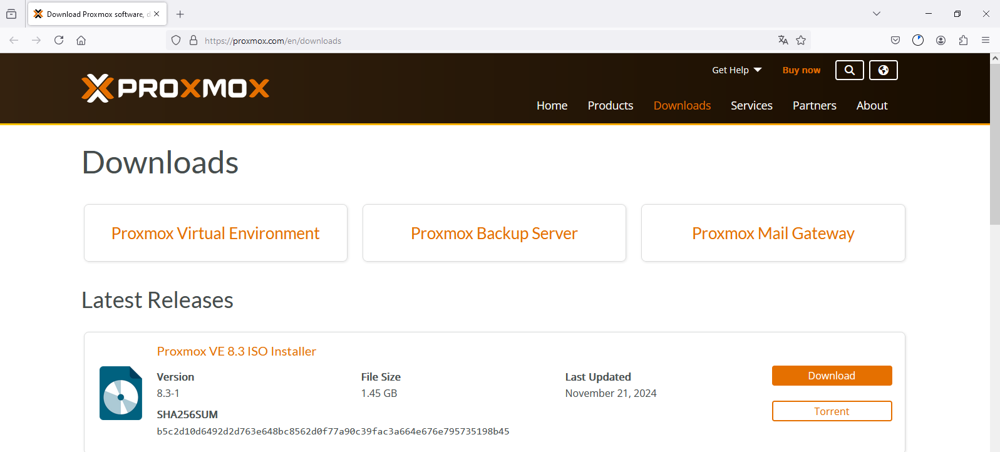 Download Proxmox software, d
https://proxmox.com/en/downloads
Get Help
Buy now
PROXMOX
Home Products Downloads Services Partners About
Downloads
Proxmox Virtual Environment
Proxmox Backup Server
Proxmox Mail Gateway
Latest Releases
Proxmox VE 8.3 ISO Installer
Version
8.3-1
File Size
1.45 GB
Last Updated
November 21, 2024
SHA256SUM
b5c2d10d6492d2d763e648bc8562d0f77a90c39fac3a664e676e795735198b45
Download
Torrent